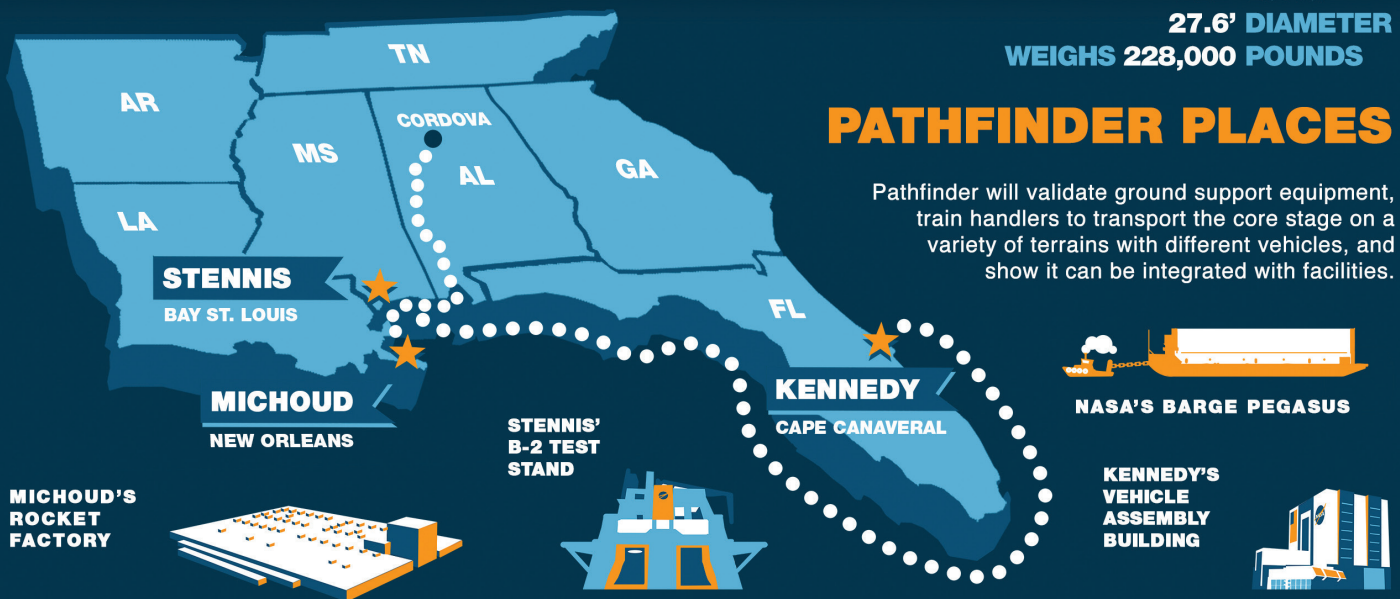 27.6’ DIAMETER
WEIGHS 228,000 POUNDS
PATHFINDER PLACES
Pathfinder will validate ground support equipment,
train handlers to transport the core stage on a
variety of terrains with different vehicles, and
show it can be integrated with facilities.
TN
AR
CORDOVA
MS
AL
GA
LA
STENNIS
BAY ST. LOUIS
FL
MICHOUD
NEW ORLEANS
KENNEDY
CAPE CANAVERAL
NASA’S BARGE PEGASUS
STENNIS’
B-2 TEST
STAND
MICHOUD’S
ROCKET
FACTORY
KENNEDY’S
VEHICLE
ASSEMBLY
BUILDING